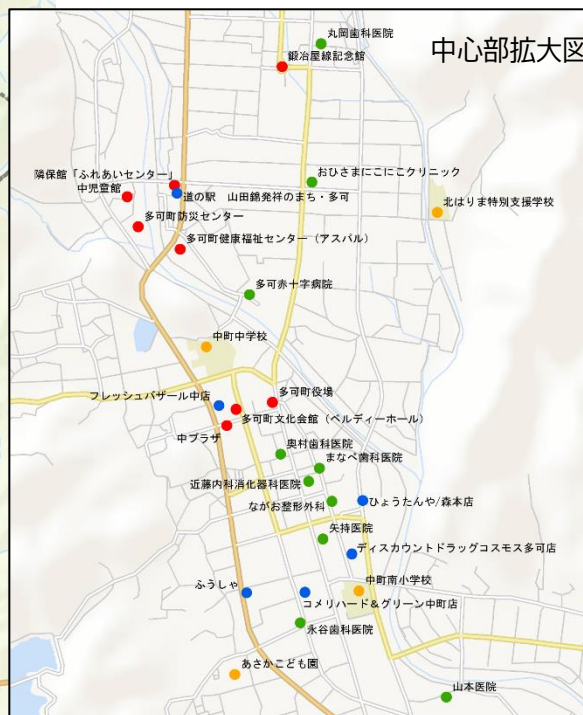 中心部拡大図
丸岡歯科医院
鍛冶屋線記念館
おひさまにこにこクリニック
隣保館「ふれあいセンター」
中児童館
道の駅 山田錦発祥のまち・多可
北はりま特別支援学校
多可町防災センター
多可町健康福祉センター（アスパル）
多可赤十字病院
中町中学校
フレッシュバザール中店
多可町役場
多可町文化会館（ベルディーホール）
中プラザ
奥村歯科医院
まなべ歯科医院
近藤内科消化器科医院
ながお整形外科
ひょうたんや/森本店
矢持医院
ディスカウントドラッグコスモス多可店
ふうしゃ
中町南小学校
コメリハード＆グリーン中町店
永谷歯科医院
あさかこども園
山本医院